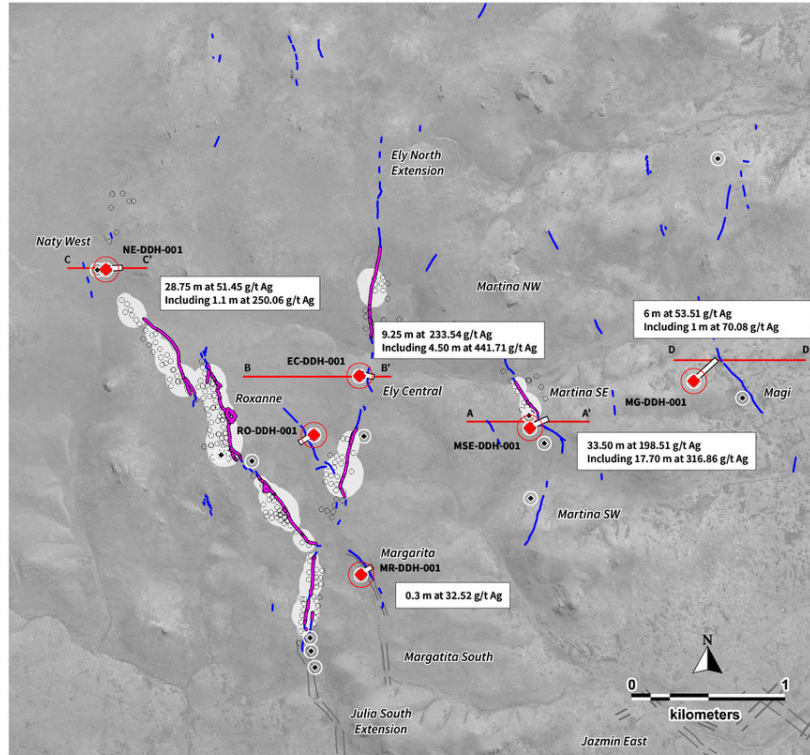 Ely North
Extension
Naty West
NE-DDH-001
C
C'
28.75 m at 51.45 g/t Ag
Including 1.1 m at 250.06 g/t Ag
Martina NW
6 m at 53.51 g/t Ag
Including 1 m at 70.08 g/t Ag
9.25 m at 233.54 g/t Ag
Including 4.50 m at 441.71 g/t Ag
EC-DDH-001
B
B'
D
D
Ely Central
Roxanne
Martina SE
MG-DDH-001
Magi
A
A'
RO-DDH-001
MSE-DDH-001
33.50 m at 198.51 g/t Ag
Including 17.70 m at 316.86 g/t Ag
Martina SW
Margarita
MR-DDH-001
0.3 m at 32.52 g/t Ag
Margatita South
N
0
1
kilometers
Julia South
Extension
Jazmin East